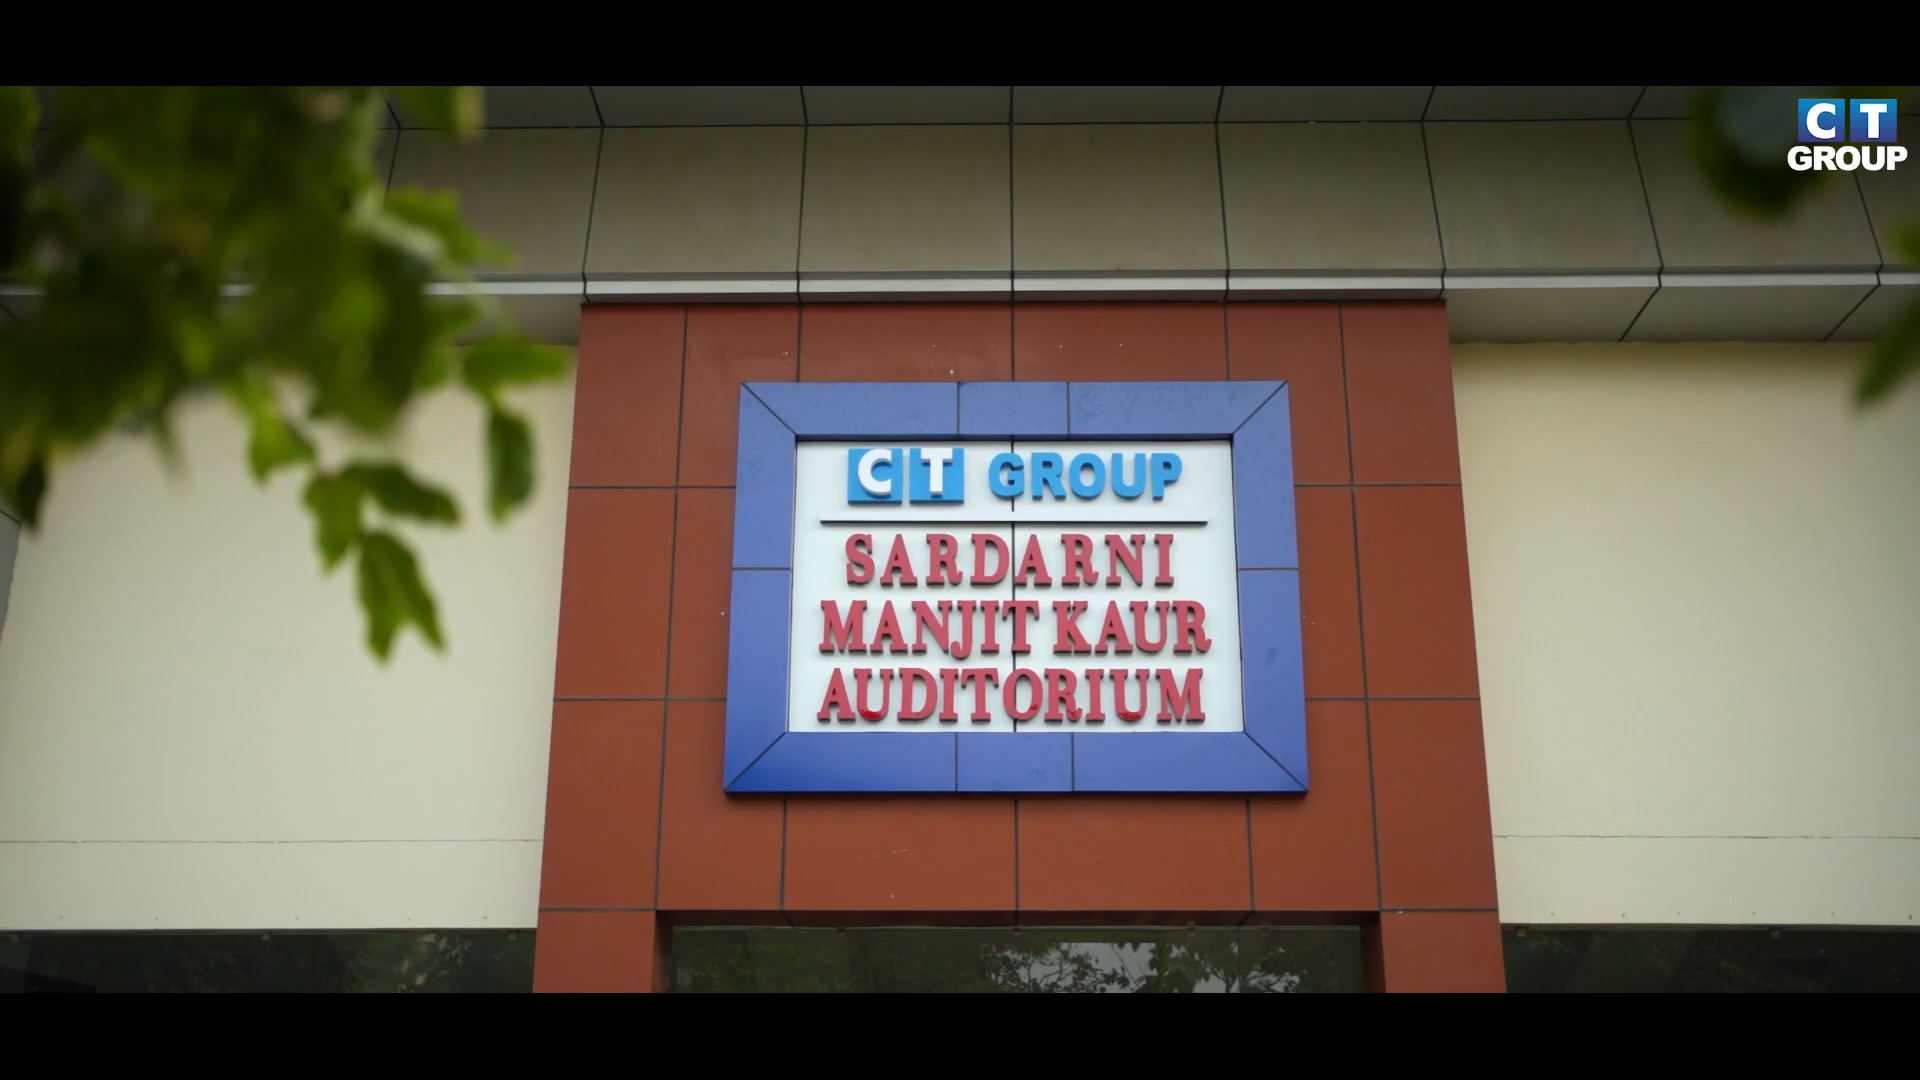 CT GROUP
SARDARNI
MANJIT KAUR
AUDITORIUM
CT
GROUP